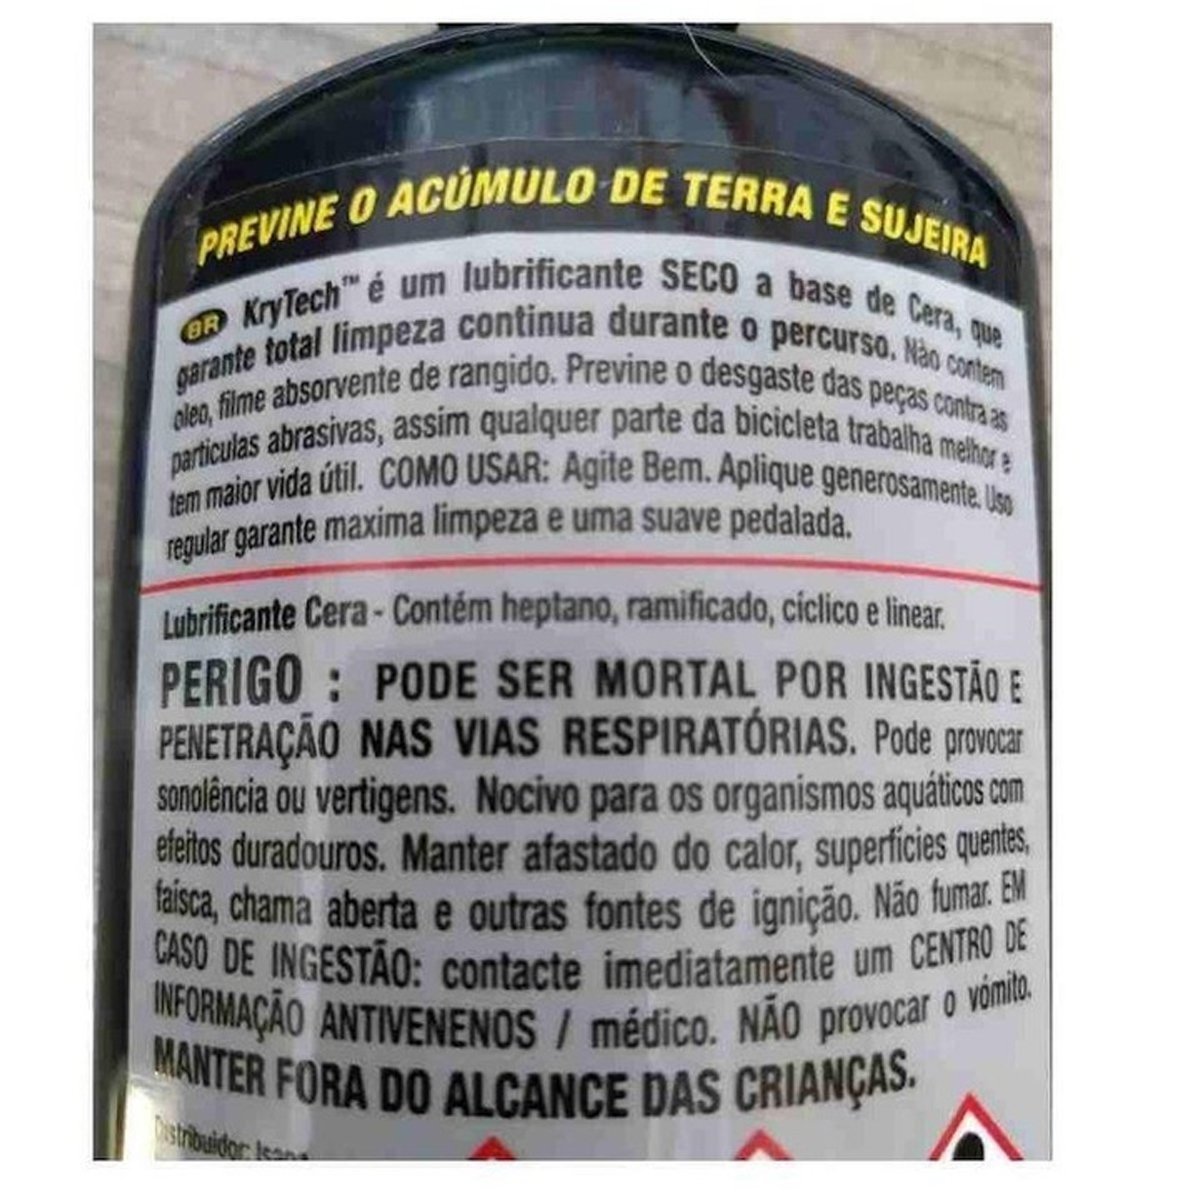 PREVINE O ACÚMULO DE TERRA E SUJEIRA
BR KryTech™ é um lubrificante SECO a base de Cera, que
garante total limpeza continua durante o percurso. Não contem
oleo, filme absorvente de rangido. Previne o desgaste das peças contra as
particulas abrasivas, assim qualquer parte da bicicleta trabalha melhor e
tem maior vida útil. COMO USAR: Agite Bem. Aplique generosamente. Uso
regular garante maxima limpeza e uma suave pedalada.
Lubrificante Cera - Contém heptano, ramificado, cíclico e linear.
PERIGO : PODE SER MORTAL POR INGESTÃO E
PENETRAÇÃO NAS VIAS RESPIRATÓRIAS. Pode provocar
sonolência ou vertigens. Nocivo para os organismos aquáticos com
efeitos duradouros. Manter afastado do calor, superfícies quentes,
faísca, chama aberta e outras fontes de ignição. Não fumar. EM
CASO DE INGESTÃO: contacte imediatamente um CENTRO DE
INFORMAÇÃO ANTIVENENOS / médico. NÃO provocar o vómito.
MANTER FORA DO ALCANCE DAS CRIANÇAS.
Distribuidor: